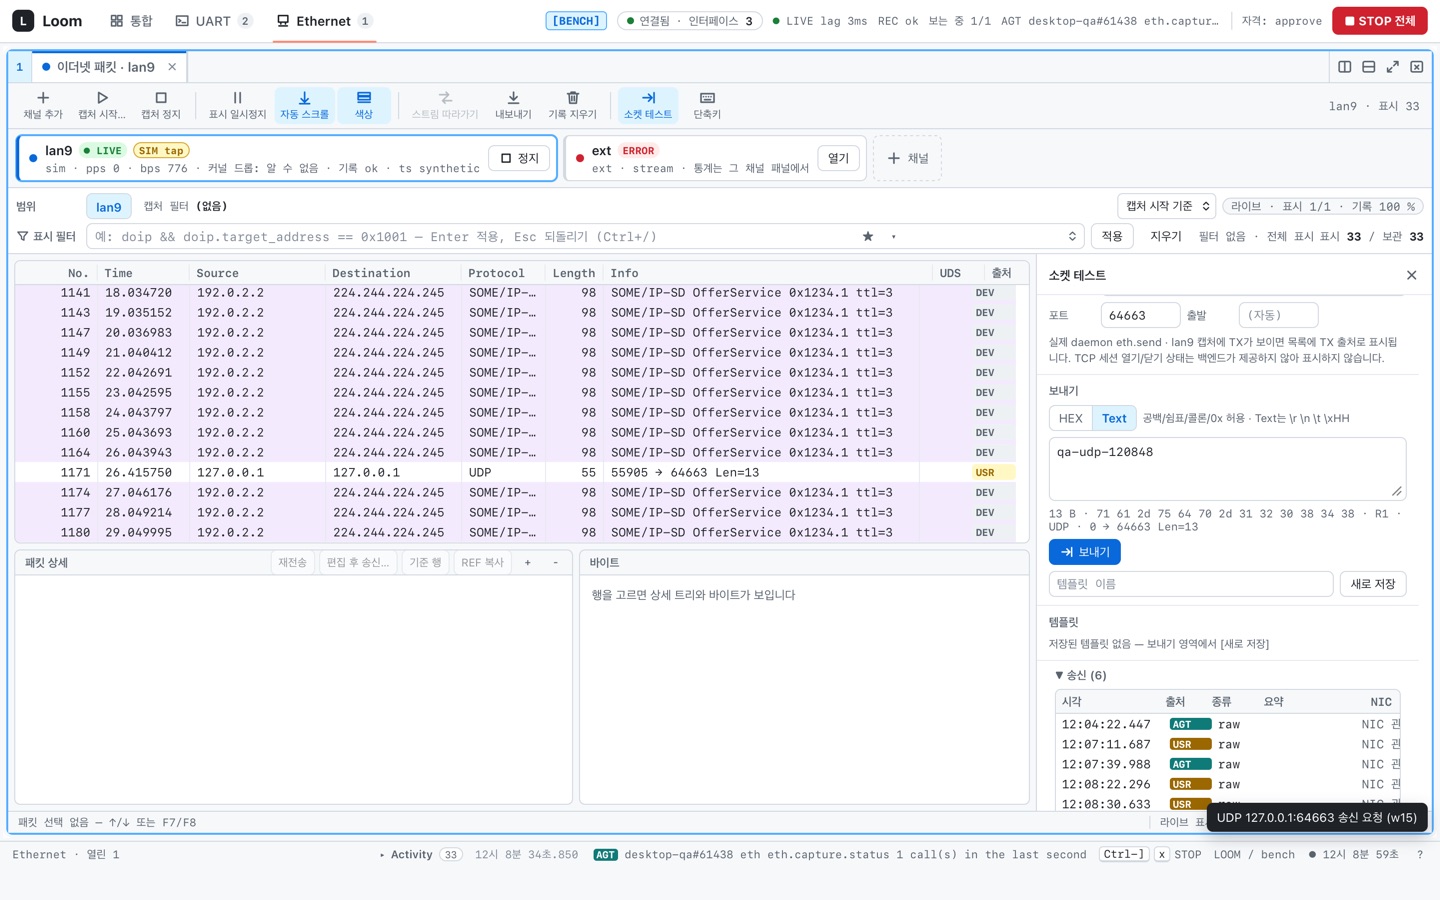 L Loom 통합 UART 2 Ethernet 1 [BENCH] 연결됨 · 인터페이스 3 LIVE lag 3ms REC ok 보는 중 1/1 AGT desktop-qa#61438 eth.captur… 자격: approve STOP 전체
1 이더넷 패킷 · lan9 ×
채널 추가 캡처 시작… 캡처 정지 표시 일시정지 자동 스크롤 색상 스트림 따라가기 내보내기 기록 지우기 소켓 테스트 단축키 lan9 · 표시 33
lan9 LIVE SIM tap
sim · pps 0 · bps 776 · 커널 드롭: 알 수 없음 · 기록 ok · ts synthetic 정지
ext ERROR
ext · stream · 통계는 그 채널 패널에서 열기
+ 채널
범위 lan9 캡처 필터 (없음) 캡처 시작 기준 라이브 · 표시 1/1 · 기록 100 %
표시 필터 예: doip && doip.target_address == 0x1001 — Enter 적용, Esc 되돌리기 (Ctrl+/) ★ 적용 지우기 필터 없음 · 전체 표시 표시 33 / 보관 33
No. Time Source Destination Protocol Length Info UDS 출처
1141 18.034720 192.0.2.2 224.244.224.245 SOME/IP-… 98 SOME/IP-SD OfferService 0x1234.1 ttl=3 DEV
1143 19.035152 192.0.2.2 224.244.224.245 SOME/IP-… 98 SOME/IP-SD OfferService 0x1234.1 ttl=3 DEV
1147 20.036983 192.0.2.2 224.244.224.245 SOME/IP-… 98 SOME/IP-SD OfferService 0x1234.1 ttl=3 DEV
1149 21.040412 192.0.2.2 224.244.224.245 SOME/IP-… 98 SOME/IP-SD OfferService 0x1234.1 ttl=3 DEV
1152 22.042691 192.0.2.2 224.244.224.245 SOME/IP-… 98 SOME/IP-SD OfferService 0x1234.1 ttl=3 DEV
1155 23.042595 192.0.2.2 224.244.224.245 SOME/IP-… 98 SOME/IP-SD OfferService 0x1234.1 ttl=3 DEV
1158 24.043797 192.0.2.2 224.244.224.245 SOME/IP-… 98 SOME/IP-SD OfferService 0x1234.1 ttl=3 DEV
1160 25.043693 192.0.2.2 224.244.224.245 SOME/IP-… 98 SOME/IP-SD OfferService 0x1234.1 ttl=3 DEV
1164 26.043943 192.0.2.2 224.244.224.245 SOME/IP-… 98 SOME/IP-SD OfferService 0x1234.1 ttl=3 DEV
1171 26.415750 127.0.0.1 127.0.0.1 UDP 55 55905 → 64663 Len=13 USR
1174 27.046176 192.0.2.2 224.244.224.245 SOME/IP-… 98 SOME/IP-SD OfferService 0x1234.1 ttl=3 DEV
1177 28.049214 192.0.2.2 224.244.224.245 SOME/IP-… 98 SOME/IP-SD OfferService 0x1234.1 ttl=3 DEV
1180 29.049995 192.0.2.2 224.244.224.245 SOME/IP-… 98 SOME/IP-SD OfferService 0x1234.1 ttl=3 DEV
패킷 상세 재전송 편집 후 송신… 기준 행 REF 복사 + -
바이트
행을 고르면 상세 트리와 바이트가 보입니다
소켓 테스트 ×
포트 64663 출발 (자동)
실제 daemon eth.send · lan9 캡처에 TX가 보이면 목록에 TX 출처로 표시됩
니다. TCP 세션 열기/닫기 상태는 백엔드가 제공하지 않아 표시하지 않습니다.
보내기
HEX Text 공백/쉼표/콜론/0x 허용 · Text는 \r \n \t \xHH
qa-udp-120848
13 B · 71 61 2d 75 64 70 2d 31 32 30 38 34 38 · R1 ·
UDP · 0 → 64663 Len=13
보내기
템플릿 이름 새로 저장
템플릿
저장된 템플릿 없음 — 보내기 영역에서 [새로 저장]
▼ 송신 (6)
시각 출처 종류 요약 NIC
12:04:22.447 AGT raw NIC 관
12:07:11.687 USR raw NIC 관
12:07:39.988 AGT raw NIC 관
12:08:22.296 USR raw NIC 관
12:08:30.633 USR
UDP 127.0.0.1:64663 송신 요청 (w15)
패킷 선택 없음 — ↑/↓ 또는 F7/F8 라이브
Ethernet · 열린 1 ▸ Activity 33 12시 8분 34초.850 AGT desktop-qa#61438 eth eth.capture.status 1 call(s) in the last second Ctrl-] x STOP LOOM / bench 12시 8분 59초 ?